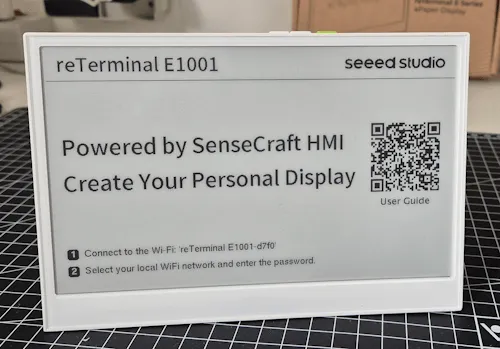 reTerminal E1001
seeed studio
Powered by SenseCraft HMI
Create Your Personal Display
User Guide
1 Connect to the Wi-Fi: 'reTerminal E1001-d7f0'
2 Select your local WiFi network and enter the password.